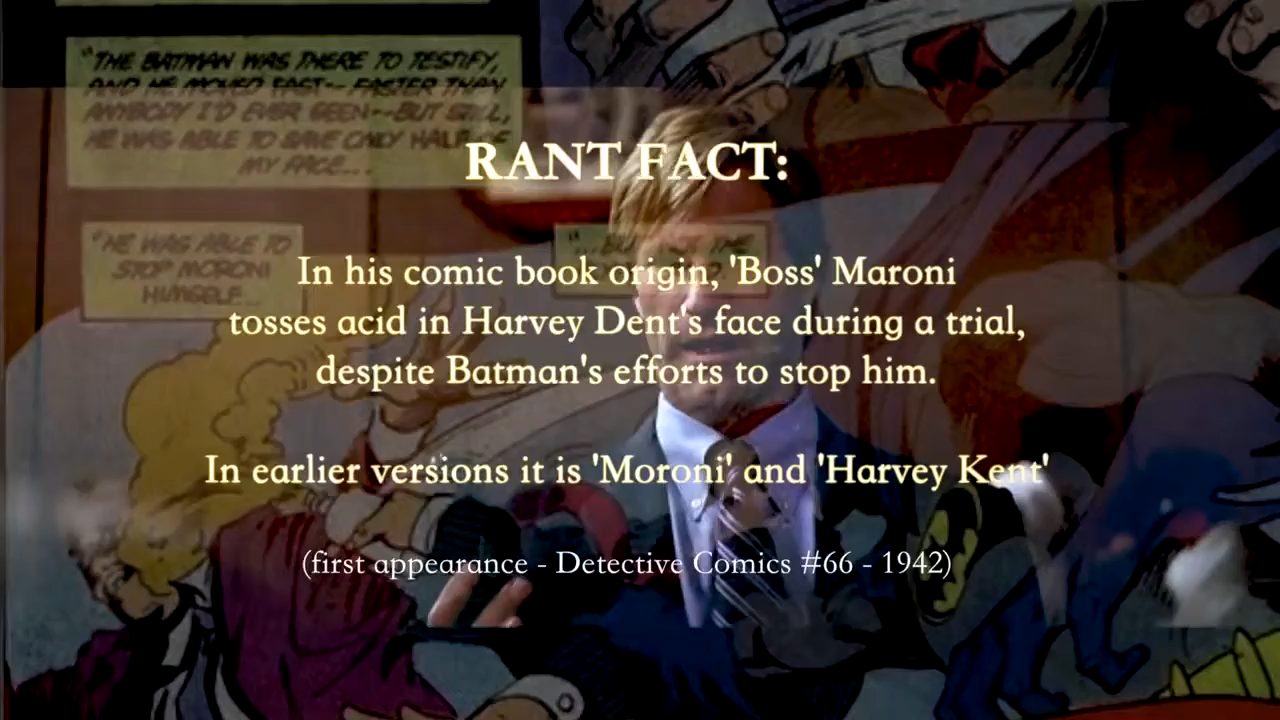 "THE BATMAN WAS THERE TO TESTIFY,
AND HE MOVED FAST-- FASTER THAN
ANYBODY I'D EVER SEEN--BUT STILL,
HE WAS ABLE TO SAVE ONLY HALF OF
MY FACE...
RANT FACT:
"HE WAS ABLE TO
STOP MORONI
HIMSELF...
"...BUT NOT THE
In his comic book origin, 'Boss' Maroni
tosses acid in Harvey Dent's face during a trial,
despite Batman's efforts to stop him.
In earlier versions it is 'Moroni' and 'Harvey Kent'
(first appearance - Detective Comics #66 - 1942)